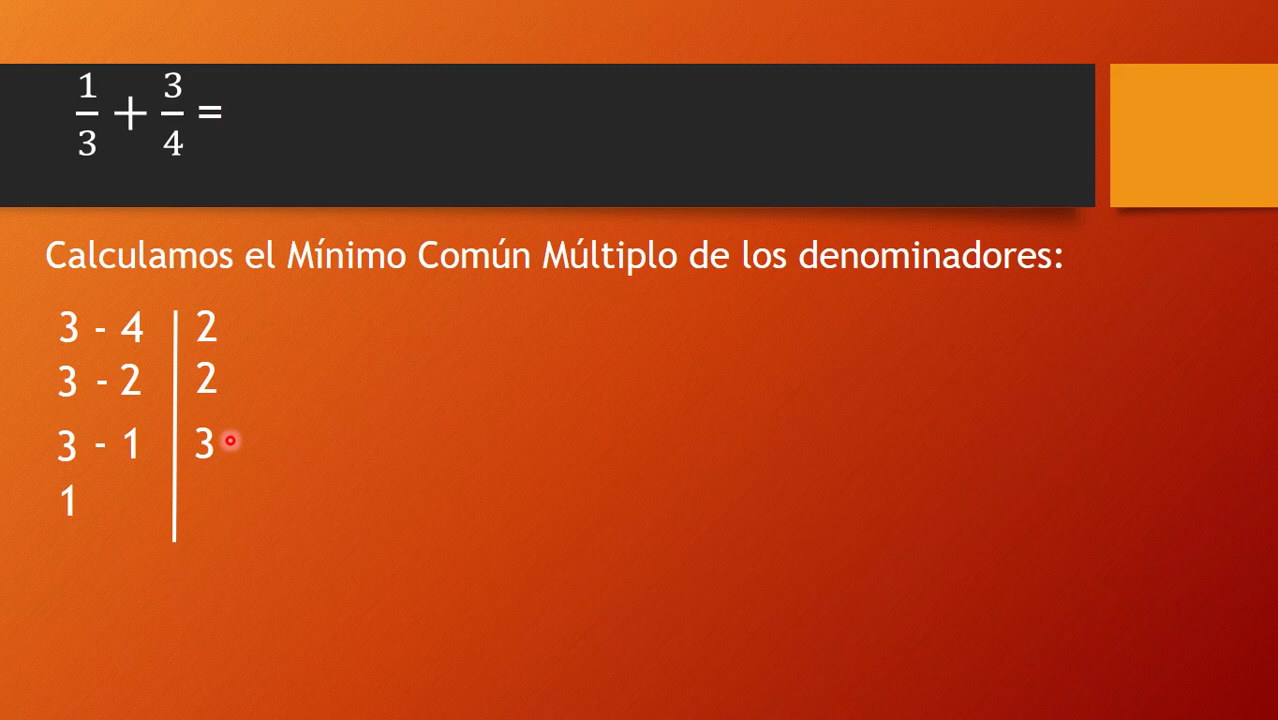 1/3 + 3/4 =
Calculamos el Mínimo Común Múltiplo de los denominadores:
3 - 4 | 2
3 - 2 | 2
3 - 1 | 3
1